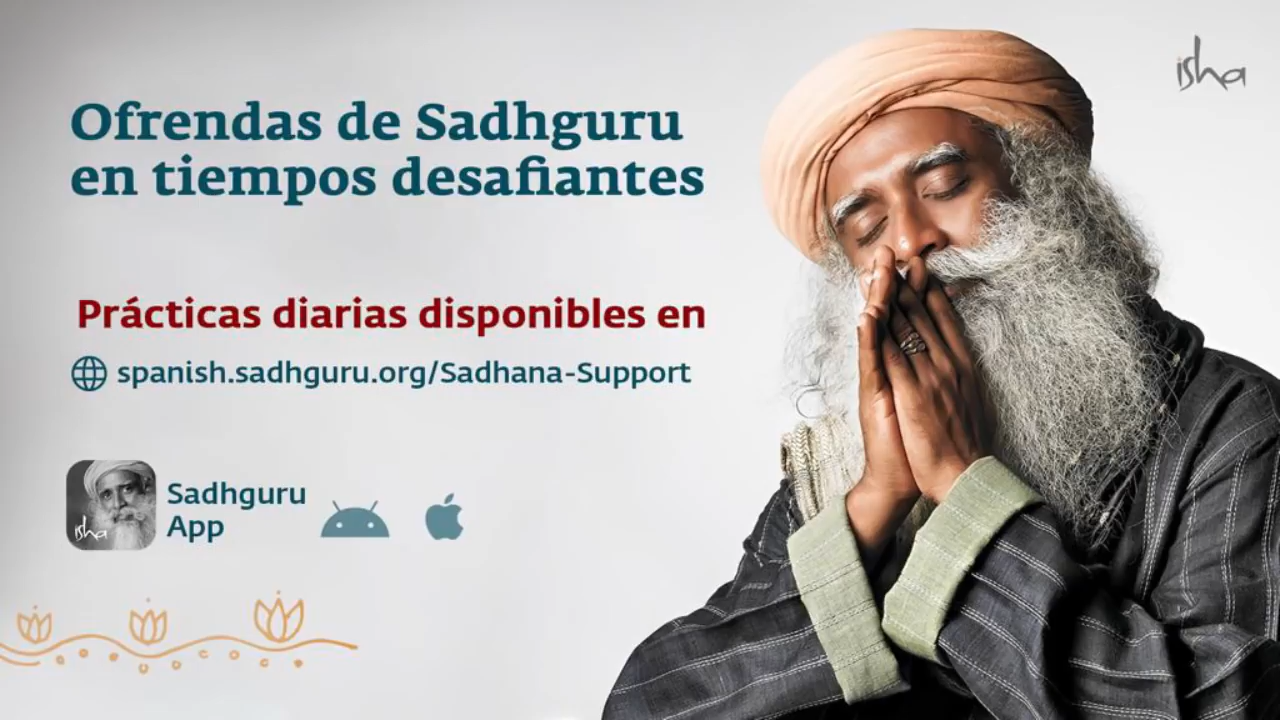 isha
Ofrendas de Sadhguru
en tiempos desafiantes
Prácticas diarias disponibles en
spanish.sadhguru.org/Sadhana-Support
isha
Sadhguru
App